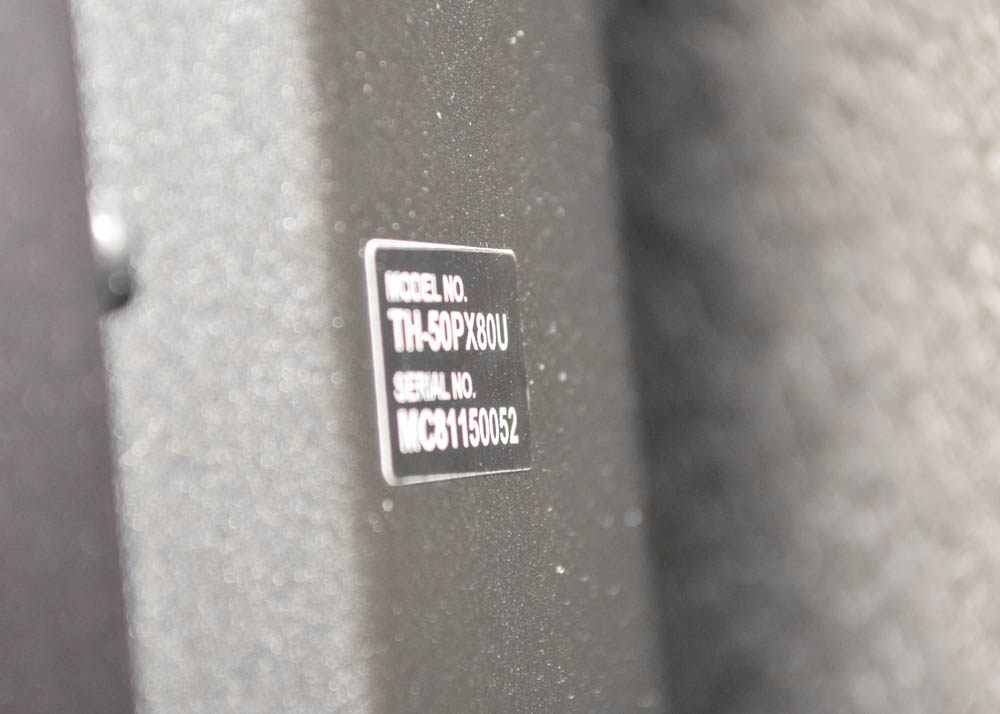 MODEL NO.
TH-50PX80U
SERIAL NO.
MC81150052